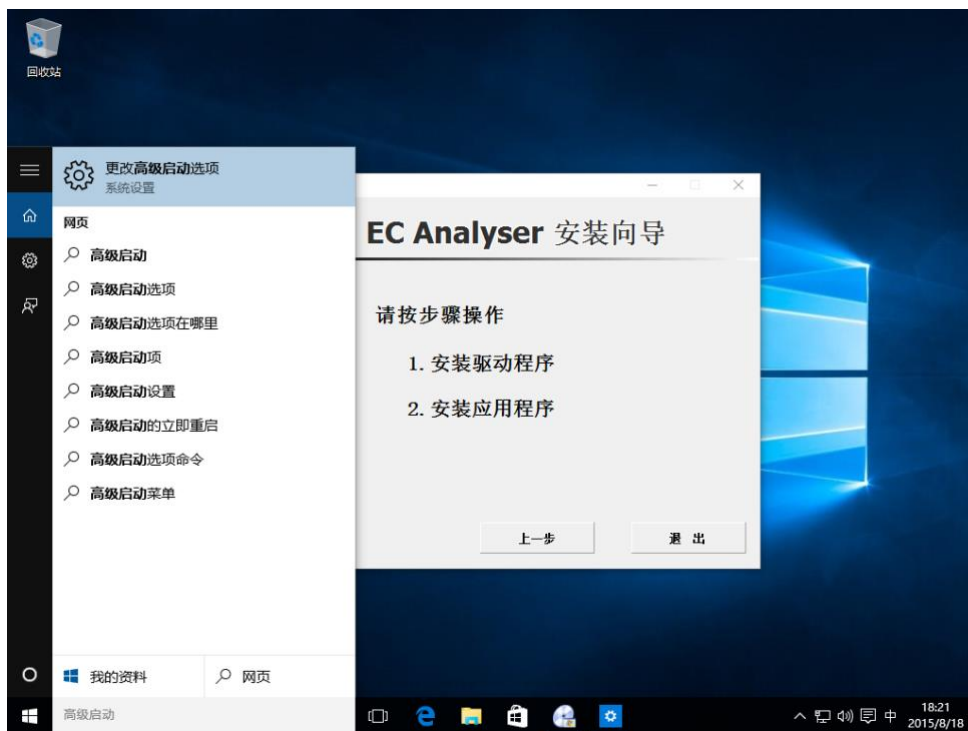 回收站
更改高级启动选项
系统设置
网页
高级启动
高级启动选项
高级启动选项在哪里
高级启动项
高级启动设置
高级启动的立即重启
高级启动选项命令
高级启动菜单
我的资料
网页
高级启动
EC Analyser 安装向导
请按步骤操作
1. 安装驱动程序
2. 安装应用程序
上一步
退 出
中
18:21
2015/8/18